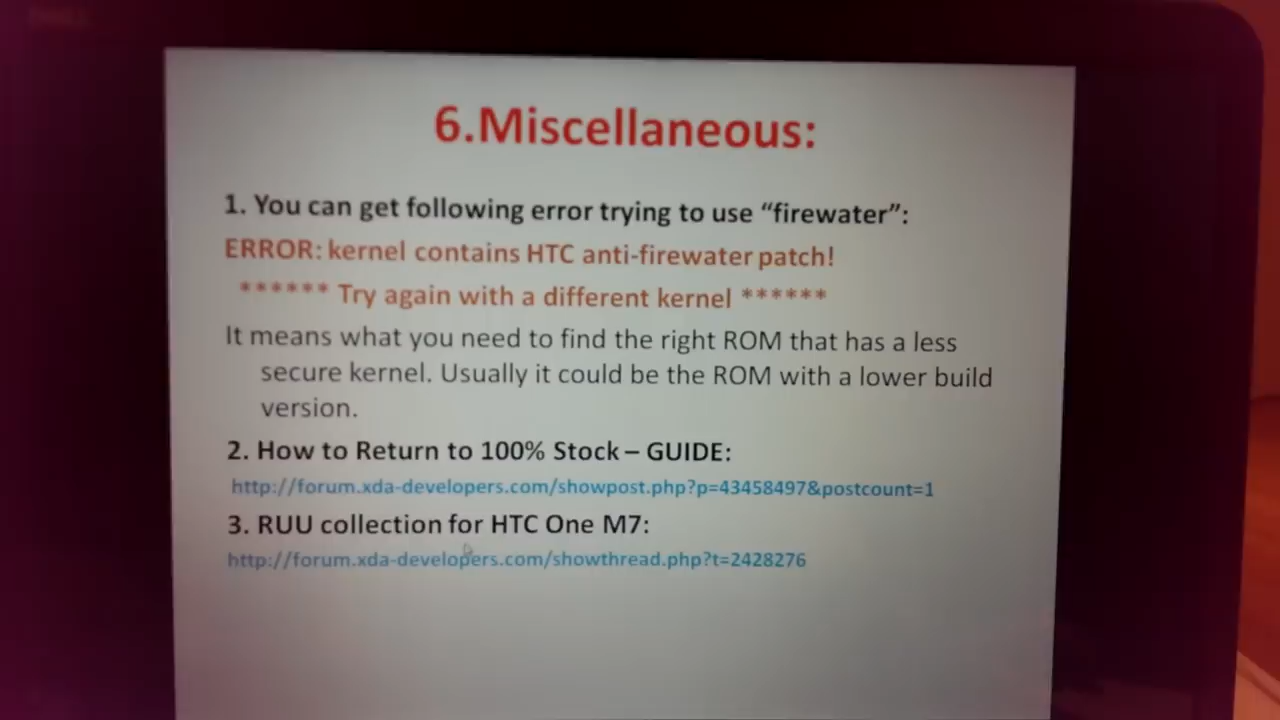 6.Miscellaneous:
1. You can get following error trying to use “firewater”:
ERROR: kernel contains HTC anti-firewater patch!
****** Try again with a different kernel ******
It means what you need to find the right ROM that has a less
secure kernel. Usually it could be the ROM with a lower build
version.
2. How to Return to 100% Stock – GUIDE:
http://forum.xda-developers.com/showpost.php?p=43458497&postcount=1
3. RUU collection for HTC One M7:
http://forum.xda-developers.com/showthread.php?t=2428276